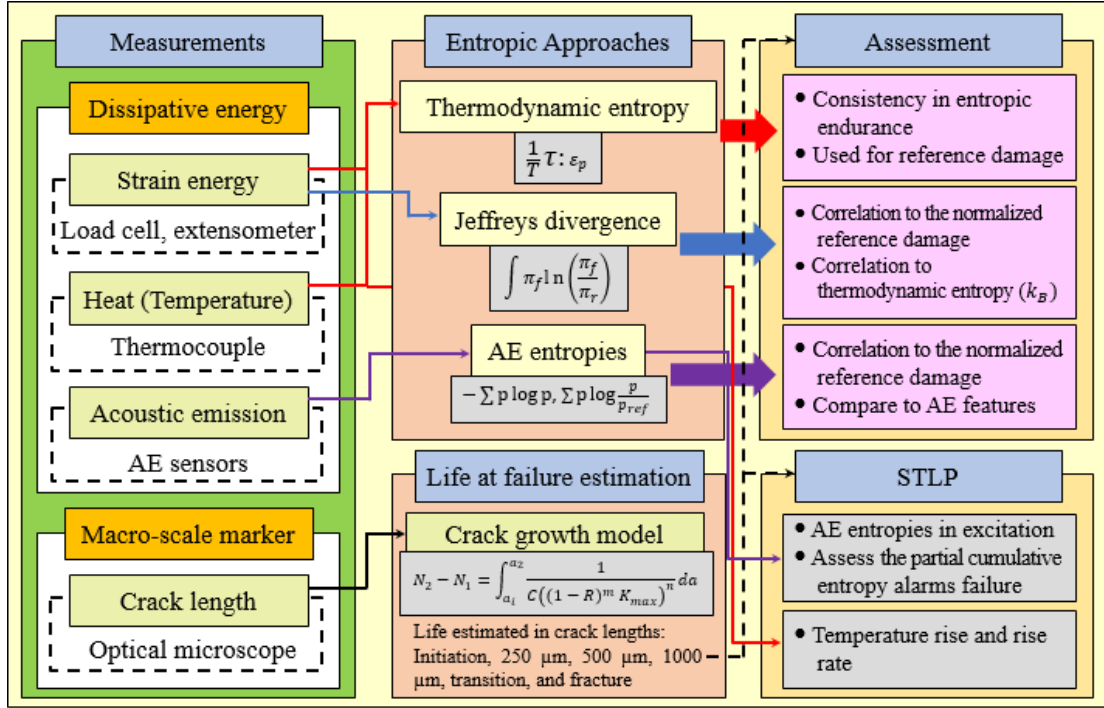 Measurements
Dissipative energy
Strain energy
Load cell, extensometer
Heat (Temperature)
Thermocouple
Acoustic emission
AE sensors
Macro-scale marker
Crack length
Optical microscope
Entropic Approaches
Thermodynamic entropy
1/T τ: ε_p
Jeffreys divergence
∫ π_f ln (π_f/π_r)
AE entropies
− ∑ p log p, ∑ p log p/p_ref
Life at failure estimation
Crack growth model
N_2 − N_1 = ∫_{a_i}^{a_2} 1/(C((1 − R)^m K_max)^n) da
Life estimated in crack lengths:
Initiation, 250 μm, 500 μm, 1000
μm, transition, and fracture
Assessment
• Consistency in entropic
endurance
• Used for reference damage
• Correlation to the normalized
reference damage
• Correlation to
thermodynamic entropy (k_B)
• Correlation to the normalized
reference damage
• Compare to AE features
STLP
• AE entropies in excitation
• Assess the partial cumulative
entropy alarms failure
• Temperature rise and rise
rate